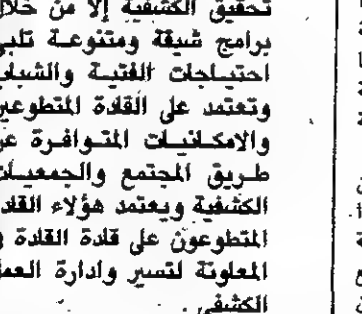 تحقيق الكشفية إلا من خلال
برامج شيقة ومتنوعة تلبي
احتياجات الفتية والشباب
وتعتمد على القادة المتطوعين
والامكانيات المتوافرة عن
طريق المجتمع والجمعيات
الكشفية ويعتمد هؤلاء القادة
المتطوعون على قادة القادة
المعاونة لتسير وادارة العمل
الكشفي .